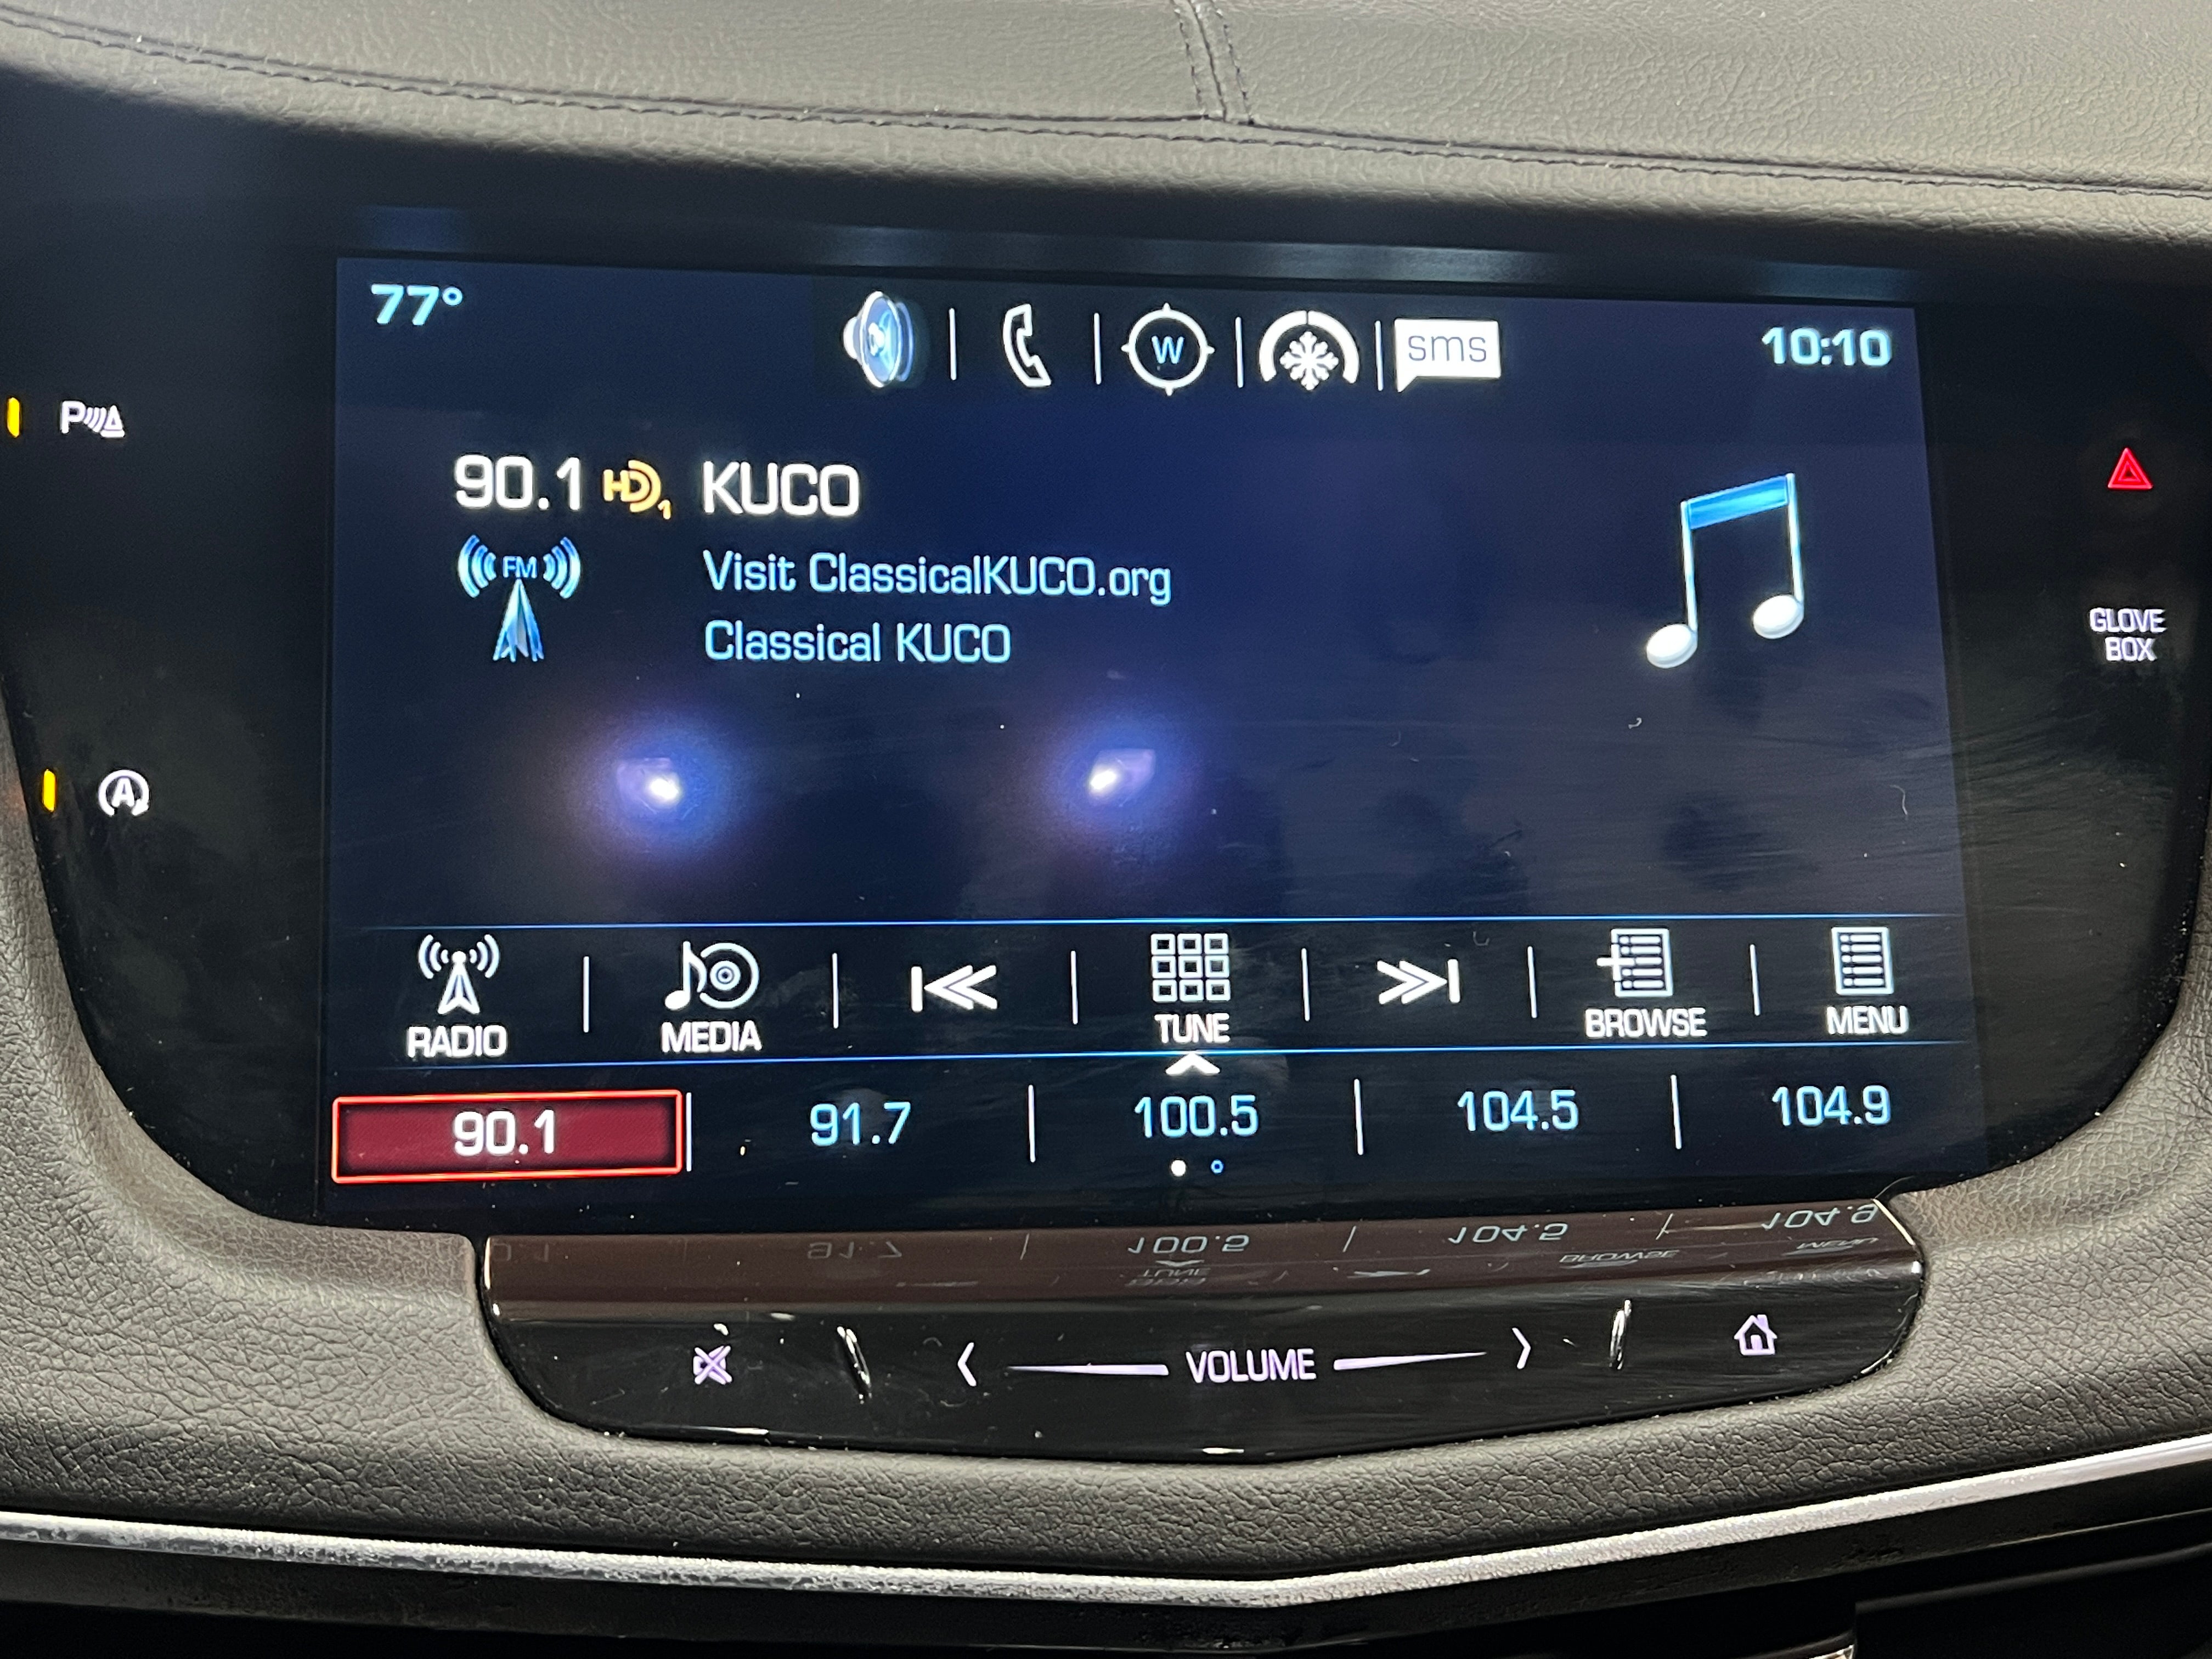 77°
W
sms
10:10
90.1 HD1 KUCO
FM
Visit ClassicalKUCO.org
Classical KUCO
P
A
GLOVE
BOX
RADIO
MEDIA
TUNE
BROWSE
MENU
90.1
91.7
100.5
104.5
104.9
VOLUME